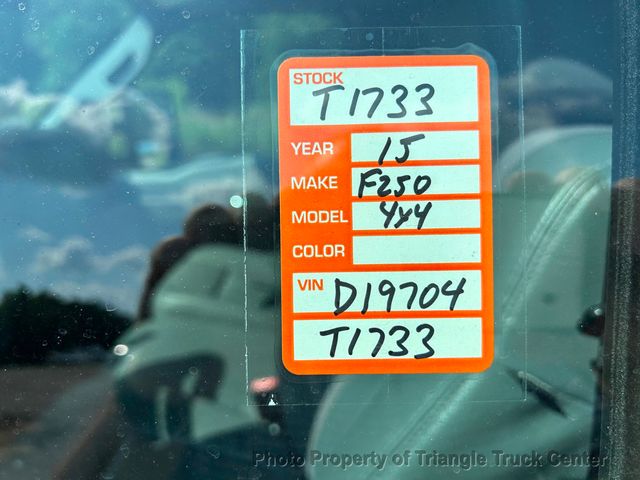 STOCK
T1733
YEAR 15
MAKE F250
MODEL 4x4
COLOR
VIN D19704
T1733
Photo Property of Triangle Truck Center